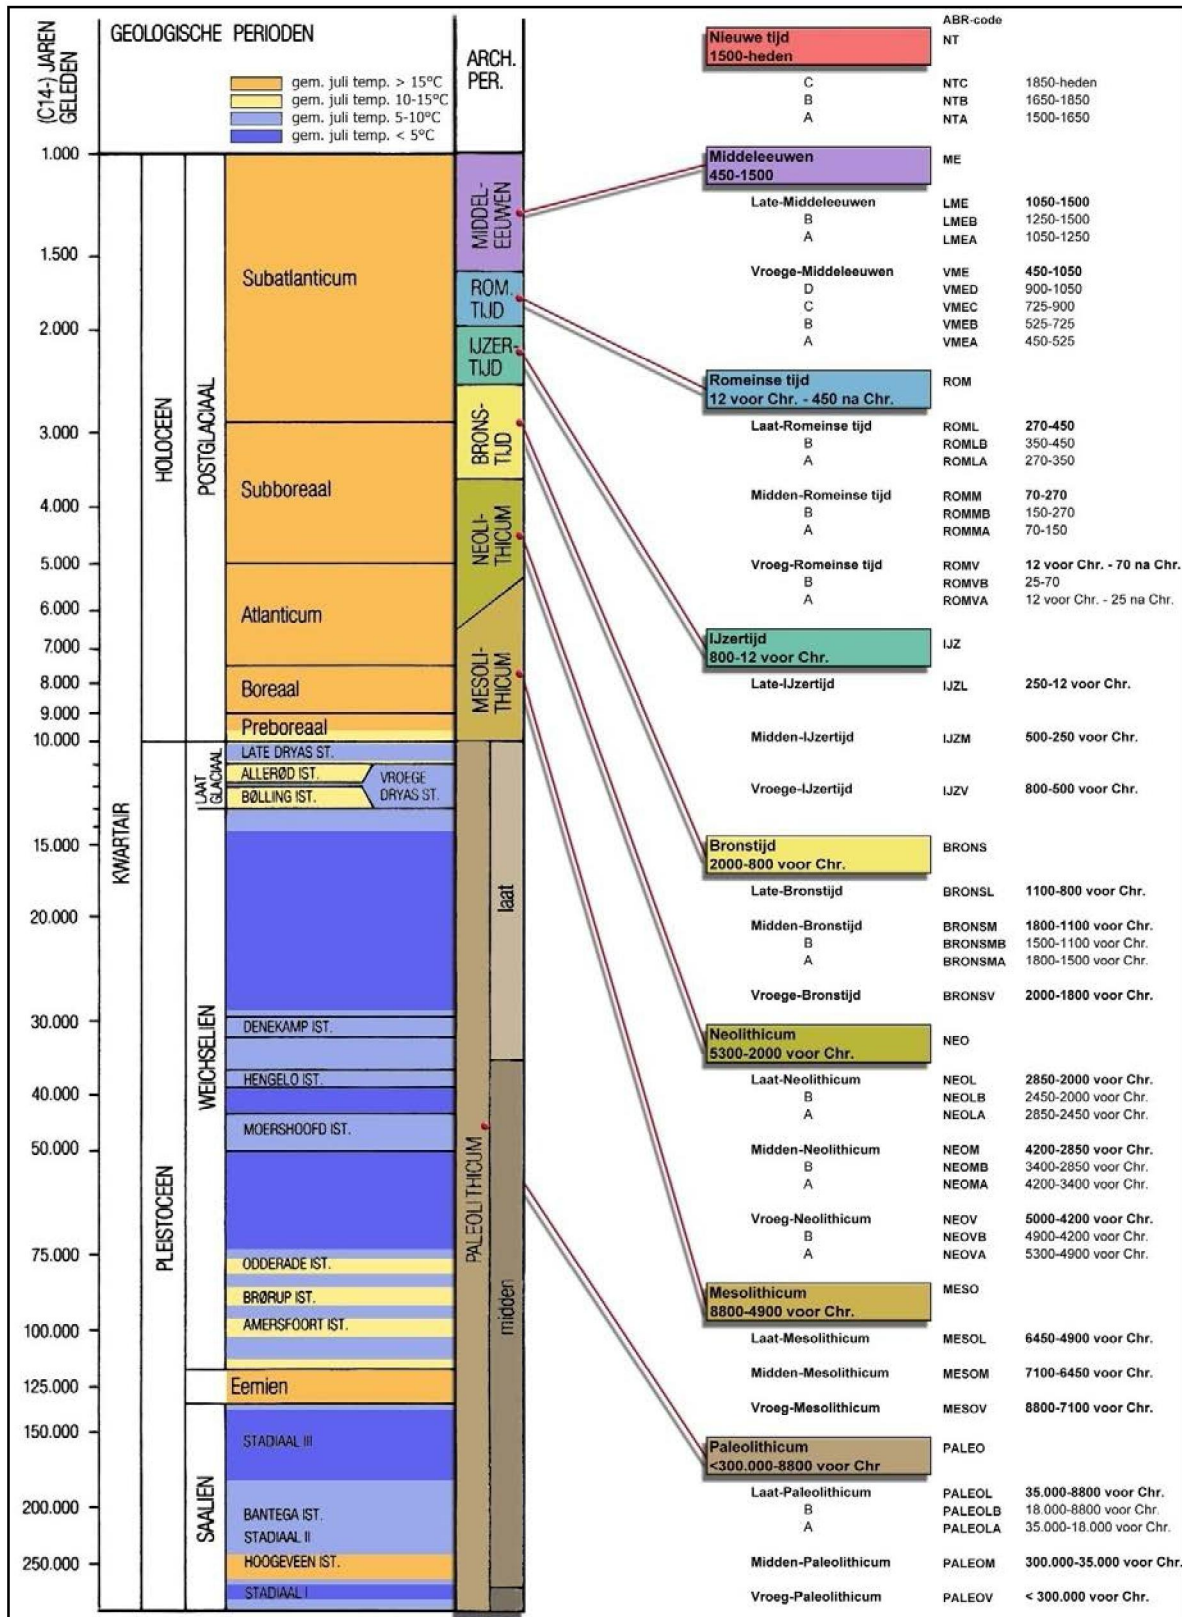 (C14-) JAREN
GELEDEN
GEOLOGISCHE PERIODEN
gem. juli temp. > 15°C
gem. juli temp. 10-15°C
gem. juli temp. 5-10°C
gem. juli temp. < 5°C
ARCH.
PER.
1.000
1.500
2.000
3.000
4.000
5.000
6.000
7.000
8.000
9.000
10.000
15.000
20.000
30.000
40.000
50.000
75.000
100.000
125.000
150.000
200.000
250.000
KWARTAIR
HOLOCEEN
PLEISTOCEEN
POSTGLACIAAL
LAAT
GLACIAAL
WEICHSELIEN
SAALIEN
Subatlanticum
Subboreaal
Atlanticum
Boreaal
Preboreaal
LATE DRYAS ST.
ALLERØD IST.
VROEGE
DRYAS ST.
BØLLING IST.
DENEKAMP IST.
HENGELO IST.
MOERSHOOFD IST.
ODDERADE IST.
BRØRUP IST.
AMERSFOORT IST.
Eemien
STADIAAL III
BANTEGA IST.
STADIAAL II
HOOGEVEEN IST.
STADIAAL I
MIDDEL-
EEUWEN
ROM.
TIJD
IJZER-
TIJD
BRONS-
TIJD
NEOLI-
THICUM
MESOLI-
THICUM
PALEOLITHICUM
laat
midden
ABR-code
Nieuwe tijd NT
1500-heden
C NTC 1850-heden
B NTB 1650-1850
A NTA 1500-1650
Middeleeuwen ME
450-1500
Late-Middeleeuwen LME 1050-1500
B LMEB 1250-1500
A LMEA 1050-1250
Vroege-Middeleeuwen VME 450-1050
D VMED 900-1050
C VMEC 725-900
B VMEB 525-725
A VMEA 450-525
Romeinse tijd ROM
12 voor Chr. - 450 na Chr.
Laat-Romeinse tijd ROML 270-450
B ROMLB 350-450
A ROMLA 270-350
Midden-Romeinse tijd ROMM 70-270
B ROMMB 150-270
A ROMMA 70-150
Vroeg-Romeinse tijd ROMV 12 voor Chr. - 70 na Chr.
B ROMVB 25-70
A ROMVA 12 voor Chr. - 25 na Chr.
IJzertijd IJZ
800-12 voor Chr.
Late-IJzertijd IJZL 250-12 voor Chr.
Midden-IJzertijd IJZM 500-250 voor Chr.
Vroege-IJzertijd IJZV 800-500 voor Chr.
Bronstijd BRONS
2000-800 voor Chr.
Late-Bronstijd BRONSL 1100-800 voor Chr.
Midden-Bronstijd BRONSM 1800-1100 voor Chr.
B BRONSMB 1500-1100 voor Chr.
A BRONSMA 1800-1500 voor Chr.
Vroege-Bronstijd BRONSV 2000-1800 voor Chr.
Neolithicum NEO
5300-2000 voor Chr.
Laat-Neolithicum NEOL 2850-2000 voor Chr.
B NEOLB 2450-2000 voor Chr.
A NEOLA 2850-2450 voor Chr.
Midden-Neolithicum NEOM 4200-2850 voor Chr.
B NEOMB 3400-2850 voor Chr.
A NEOMA 4200-3400 voor Chr.
Vroeg-Neolithicum NEOV 5000-4200 voor Chr.
B NEOVB 4900-4200 voor Chr.
A NEOVA 5300-4900 voor Chr.
Mesolithicum MESO
8800-4900 voor Chr.
Laat-Mesolithicum MESOL 6450-4900 voor Chr.
Midden-Mesolithicum MESOM 7100-6450 voor Chr.
Vroeg-Mesolithicum MESOV 8800-7100 voor Chr.
Paleolithicum PALEO
<300.000-8800 voor Chr
Laat-Paleolithicum PALEOL 35.000-8800 voor Chr.
B PALEOLB 18.000-8800 voor Chr.
A PALEOLA 35.000-18.000 voor Chr.
Midden-Paleolithicum PALEOM 300.000-35.000 voor Chr.
Vroeg-Paleolithicum PALEOV < 300.000 voor Chr.